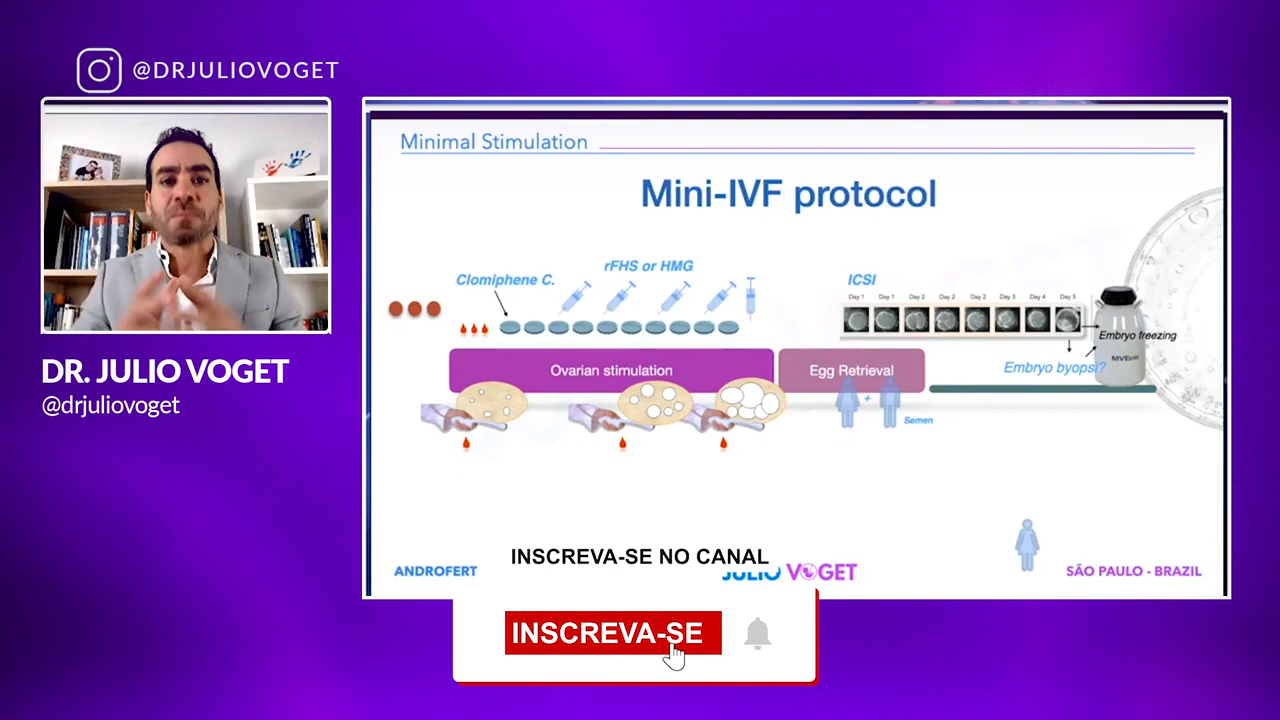 @DRJULIOVOGET
DR. JULIO VOGET
@drjuliovoget
Minimal Stimulation
Mini-IVF protocol
rFHS or HMG
Clomiphene C.
ICSI
Day 1 Day 1 Day 2 Day 2 Day 2 Day 3 Day 4 Day 5
Embryo freezing
Embryo byopsi?
Ovarian stimulation
Egg Retrieval
+
Semen
INSCREVA-SE NO CANAL
ANDROFERT
JULIO VOGET
SÃO PAULO - BRAZIL
INSCREVA-SE